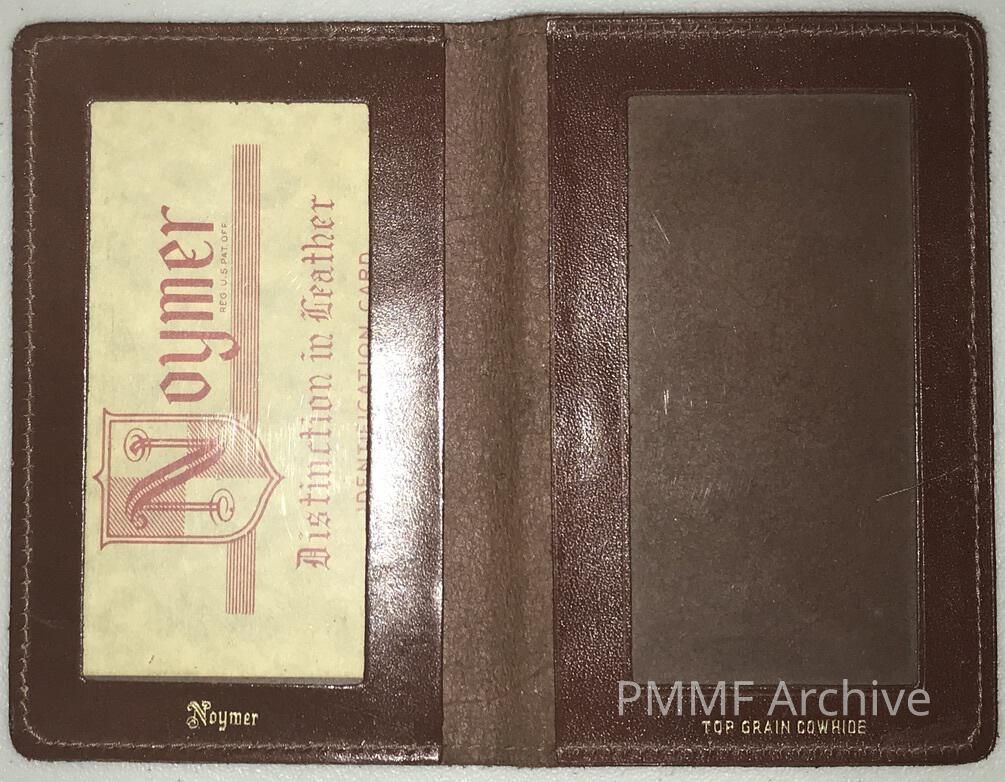 Noymer
REG. U.S. PAT. OFF.
Distinction in Leather
IDENTIFICATION CARD
Noymer
TOP GRAIN COWHIDE
PMMF Archive